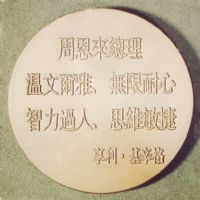 周恩來總理
溫文爾雅、無限耐心
智力過人、思維敏捷
享利·基辛格